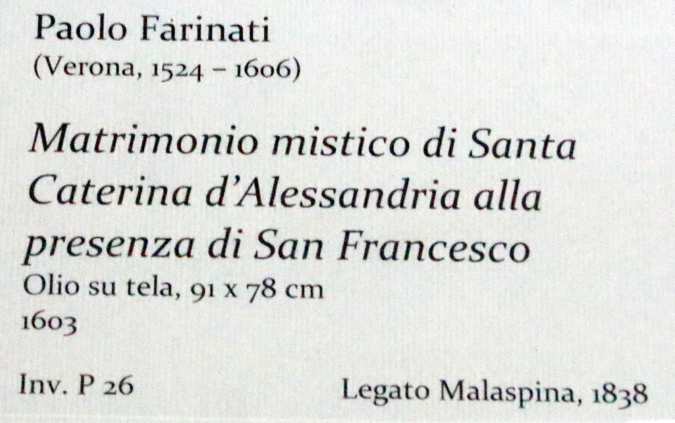 Paolo Farinati
(Verona, 1524 – 1606)
Matrimonio mistico di Santa
Caterina d'Alessandria alla
presenza di San Francesco
Olio su tela, 91 x 78 cm
1603
Inv. P 26 Legato Malaspina, 1838